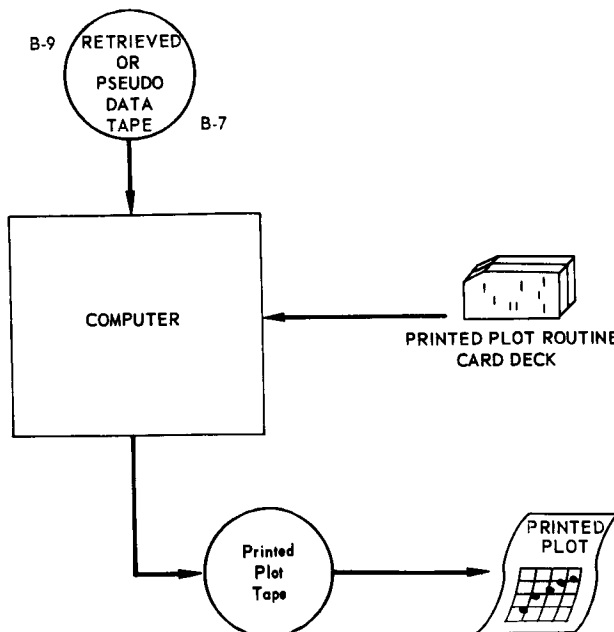 B-9
RETRIEVED
OR
PSEUDO
DATA
TAPE
B-7
COMPUTER
PRINTED PLOT ROUTINE
CARD DECK
Printed
Plot
Tape
PRINTED
PLOT